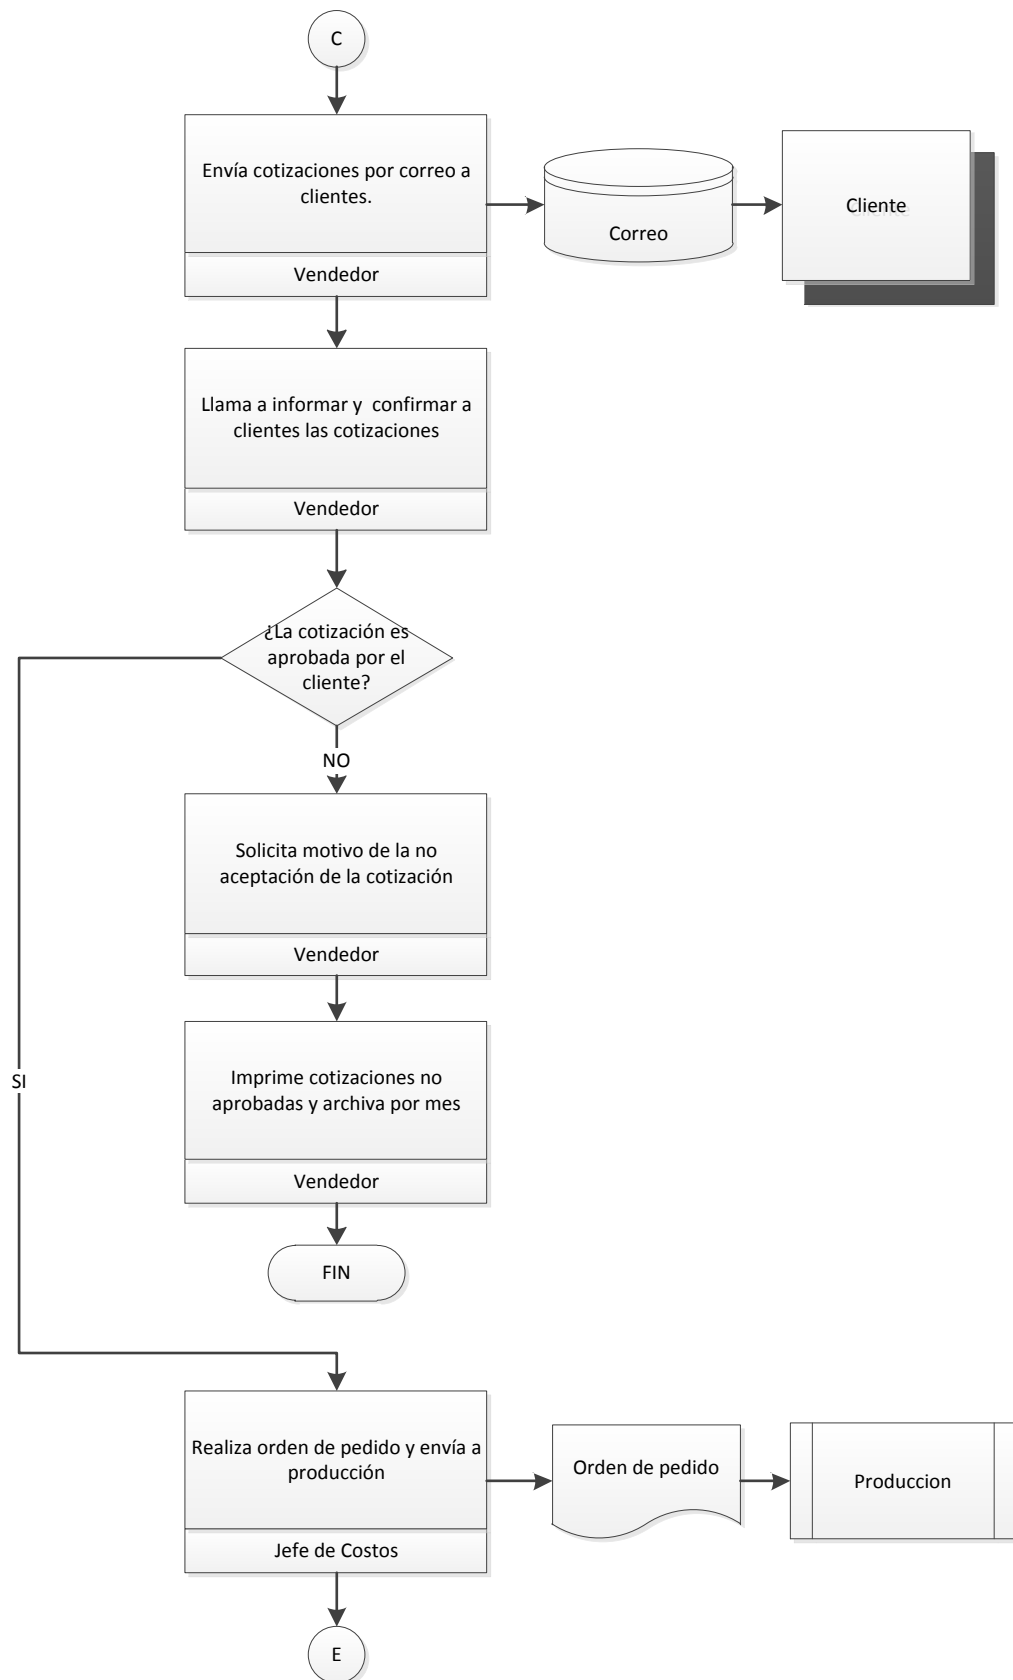 C
Envía cotizaciones por correo a
clientes.
Vendedor
Correo
Cliente
Llama a informar y  confirmar a
clientes las cotizaciones
Vendedor
¿La cotización es
aprobada por el
cliente?
NO
Solicita motivo de la no
aceptación de la cotización
Vendedor
Imprime cotizaciones no
aprobadas y archiva por mes
Vendedor
SI
FIN
Realiza orden de pedido y envía a
producción
Jefe de Costos
Orden de pedido
Produccion
E